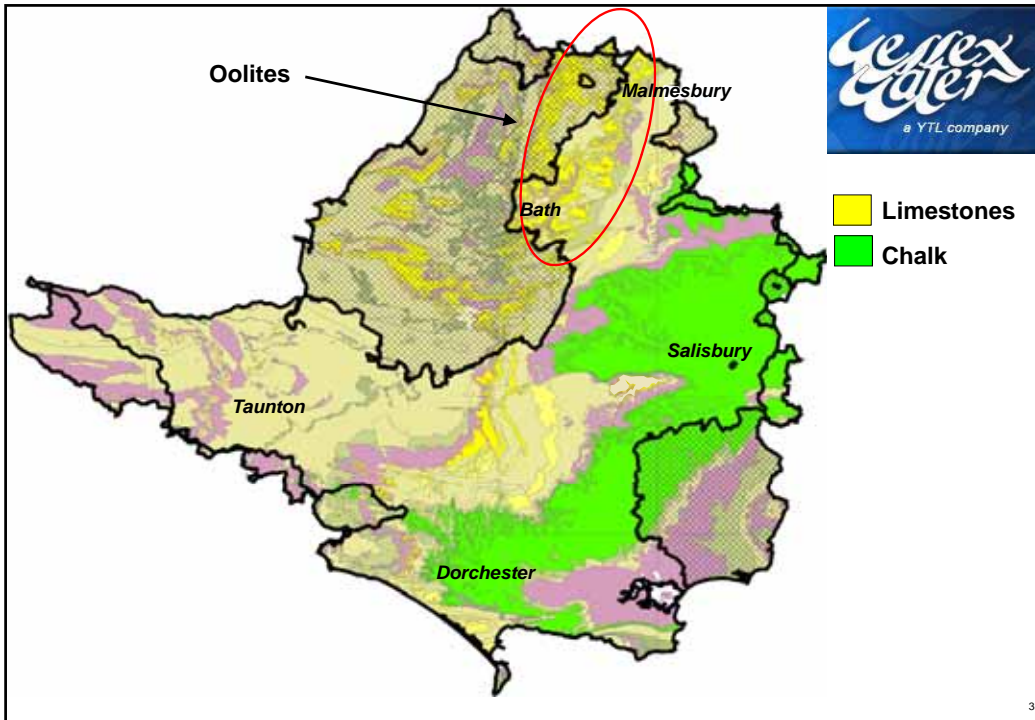 Oolites
Malmesbury
Wessex
Water
a YTL company
Limestones
Chalk
Bath
Salisbury
Taunton
Dorchester
3